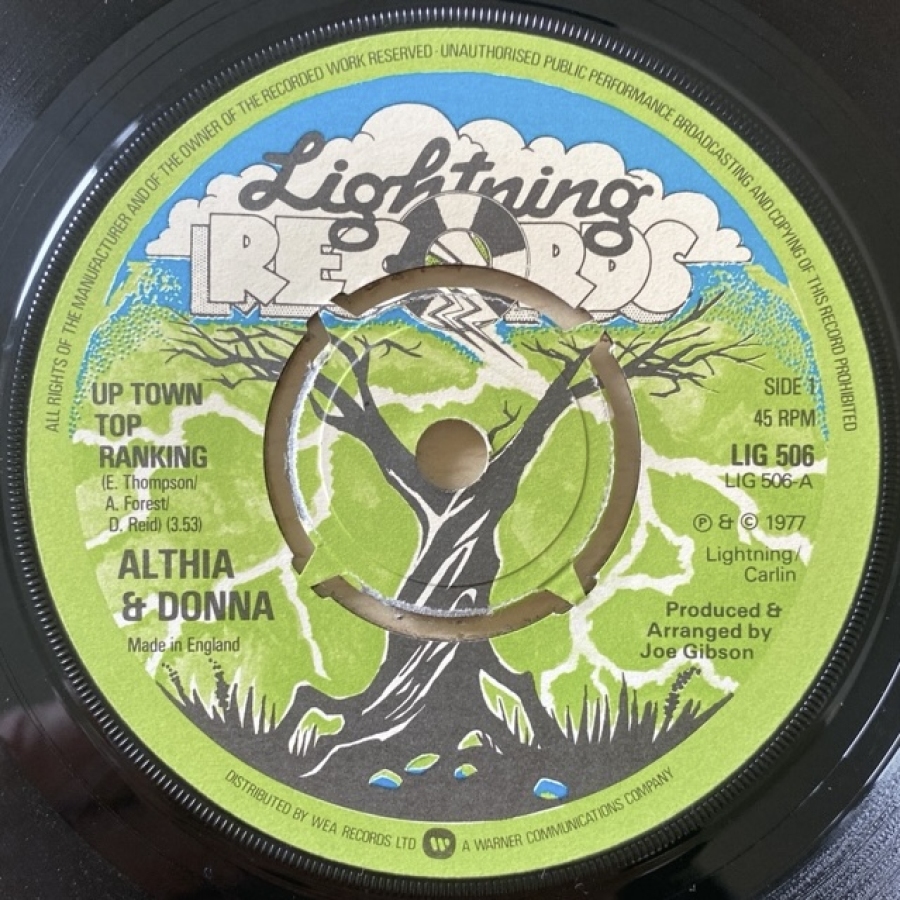 ALL RIGHTS OF THE MANUFACTURER AND OF THE OWNER OF THE RECORDED WORK RESERVED · UNAUTHORISED PUBLIC PERFORMANCE BROADCASTING AND COPYING OF THIS RECORD PROHIBITED
Lightning
RECORDS
UP TOWN
TOP
RANKING
(E. Thompson/
A. Forest/
D. Reid) (3.53)
ALTHIA
& DONNA
Made in England
SIDE 1
45 RPM
LIG 506
LIG 506-A
Ⓟ & © 1977
Lightning/
Carlin
Produced &
Arranged by
Joe Gibson
DISTRIBUTED BY WEA RECORDS LTD W A WARNER COMMUNICATIONS COMPANY